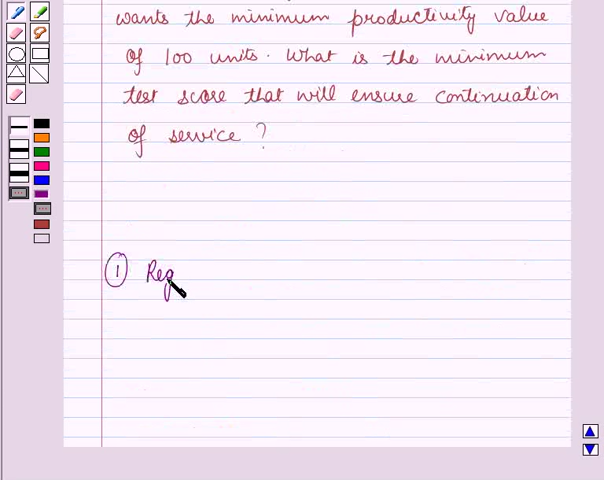 wants the minimum productivity value
of 100 units. What is the minimum
test score that will ensure continuation
of service ?
1 Reg